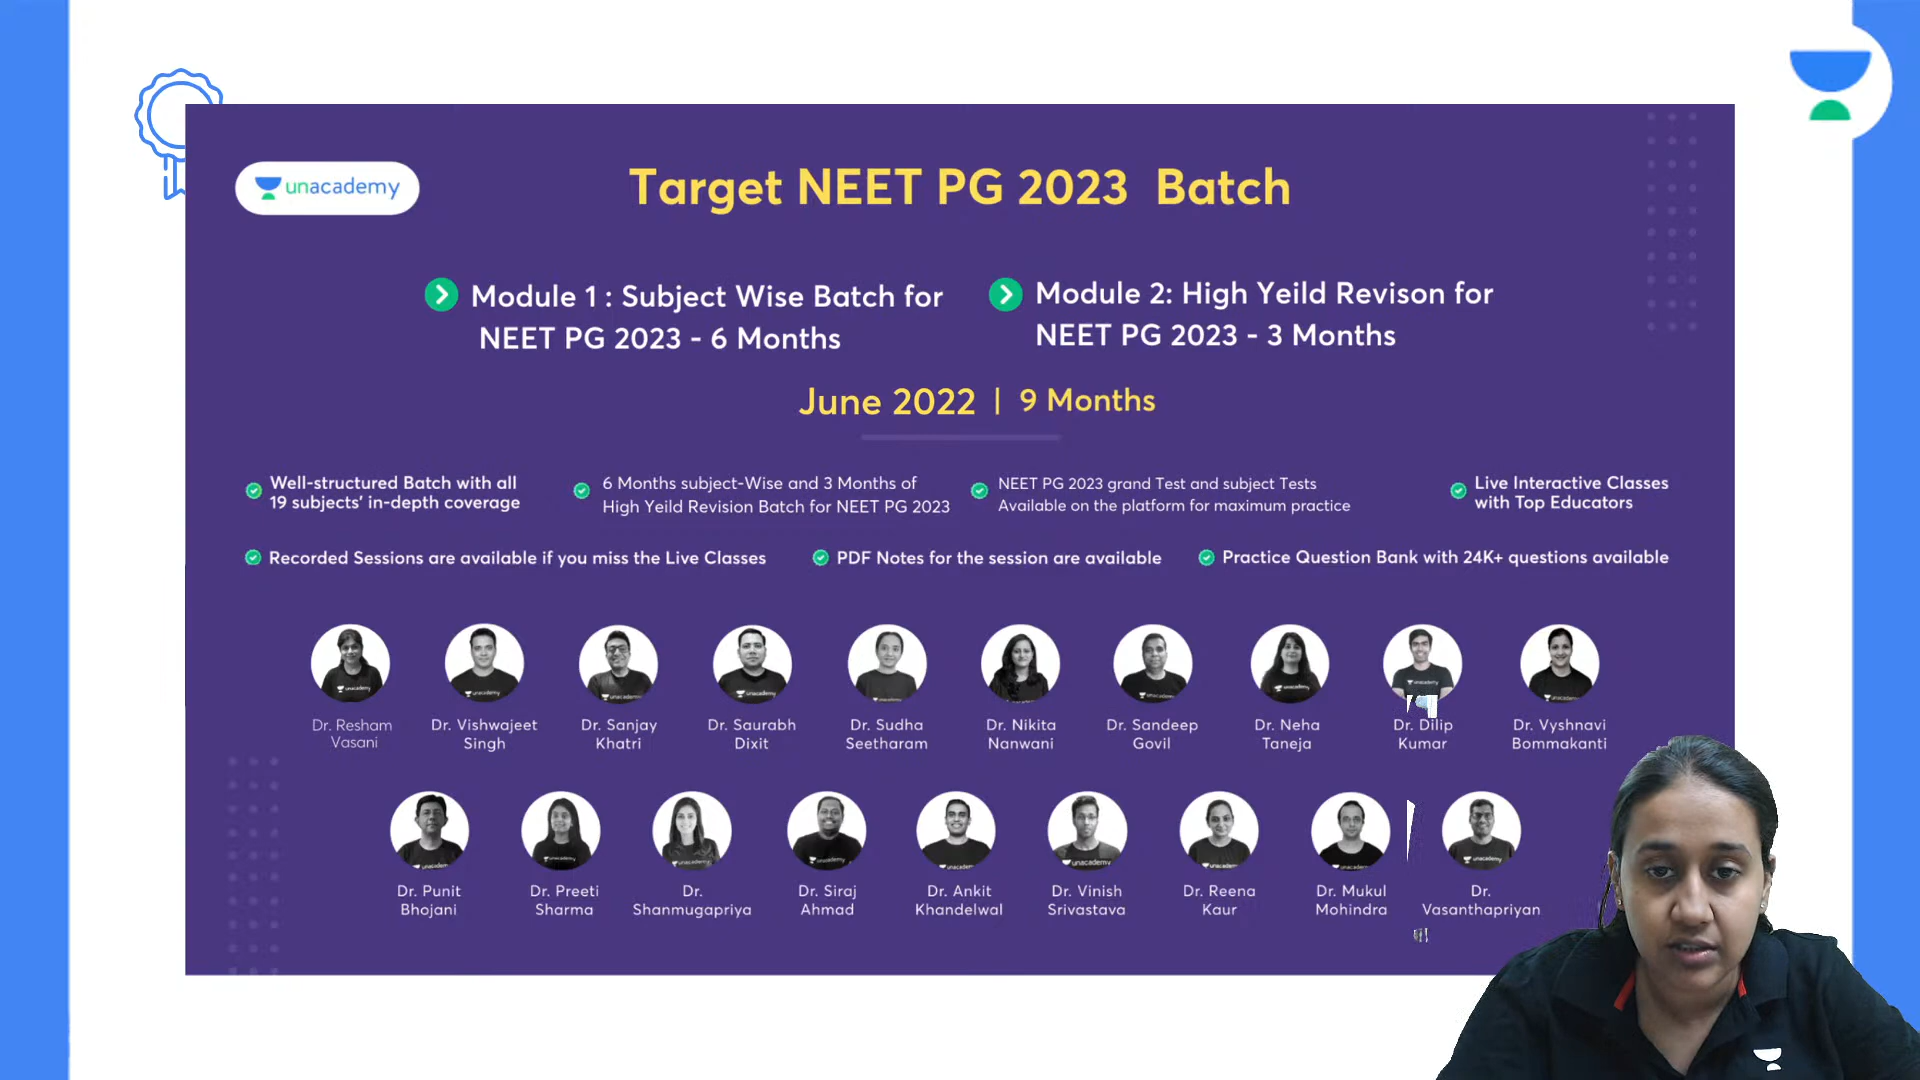 unacademy
Target NEET PG 2023 Batch
Module 1 : Subject Wise Batch for
NEET PG 2023 - 6 Months
Module 2: High Yeild Revison for
NEET PG 2023 - 3 Months
June 2022 | 9 Months
Well-structured Batch with all
19 subjects' in-depth coverage
6 Months subject-Wise and 3 Months of
High Yeild Revision Batch for NEET PG 2023
NEET PG 2023 grand Test and subject Tests
Available on the platform for maximum practice
Live Interactive Classes
with Top Educators
Recorded Sessions are available if you miss the Live Classes
PDF Notes for the session are available
Practice Question Bank with 24K+ questions available
Dr. Resham
Vasani
Dr. Vishwajeet
Singh
Dr. Sanjay
Khatri
Dr. Saurabh
Dixit
Dr. Sudha
Seetharam
Dr. Nikita
Nanwani
Dr. Sandeep
Govil
Dr. Neha
Taneja
Dr. Dilip
Kumar
Dr. Vyshnavi
Bommakanti
Dr. Punit
Bhojani
Dr. Preeti
Sharma
Dr.
Shanmugapriya
Dr. Siraj
Ahmad
Dr. Ankit
Khandelwal
Dr. Vinish
Srivastava
Dr. Reena
Kaur
Dr. Mukul
Mohindra
Dr.
Vasanthapriyan